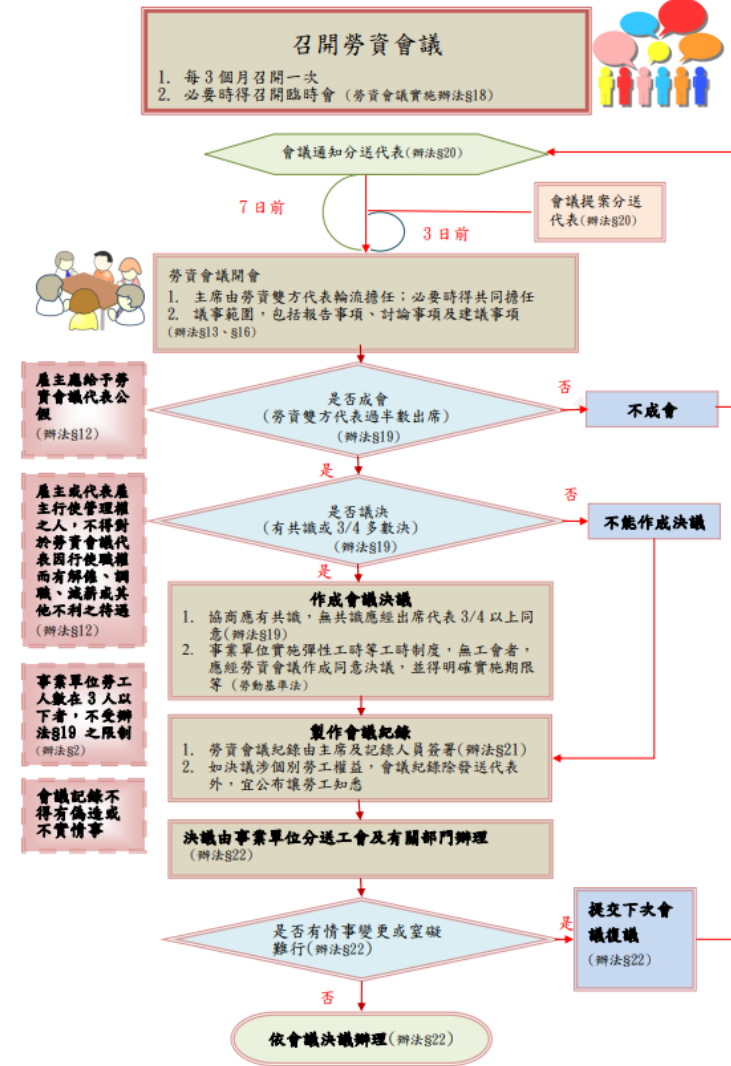 召開勞資會議
1. 每3個月召開一次
2. 必要時得召開臨時會 (勞資會議實施辦法§18)
會議通知分送代表(辦法§20)
7日前
會議提案分送
代表(辦法§20)
3日前
勞資會議開會
1. 主席由勞資雙方代表輪流擔任；必要時得共同擔任
2. 議事範圍，包括報告事項、討論事項及建議事項
(辦法§13、§16)
雇主應給予勞
資會議代表公
假
(辦法§12)
是否成會
(勞資雙方代表過半數出席)
(辦法§19)
否
不成會
是
雇主或代表雇
主行使管理權
之人，不得對
於勞資會議代
表因行使職權
而有解僱、調
職、減薪或其
他不利之待遇
(辦法§12)
是否議決
(有共識或3/4多數決)
(辦法§19)
否
不能作成決議
是
作成會議決議
1. 協商應有共識，無共識應經出席代表3/4以上同
意(辦法§19)
2. 事業單位實施彈性工時等工時制度，無工會者，
應經勞資會議作成同意決議，並得明確實施期限
等 (勞動基準法)
事業單位勞工
人數在3人以
下者，不受辦
法§19 之限制
(辦法§2)
製作會議紀錄
1. 勞資會議紀錄由主席及記錄人員簽署(辦法§21)
2. 如決議涉個別勞工權益，會議紀錄除發送代表
外，宜公布讓勞工知悉
會議記錄不
得有偽造或
不實情事
決議由事業單位分送工會及有關部門辦理
(辦法§22)
是否有情事變更或窒礙
難行(辦法§22)
是
提交下次會
議復議
(辦法§22)
否
依會議決議辦理(辦法§22)